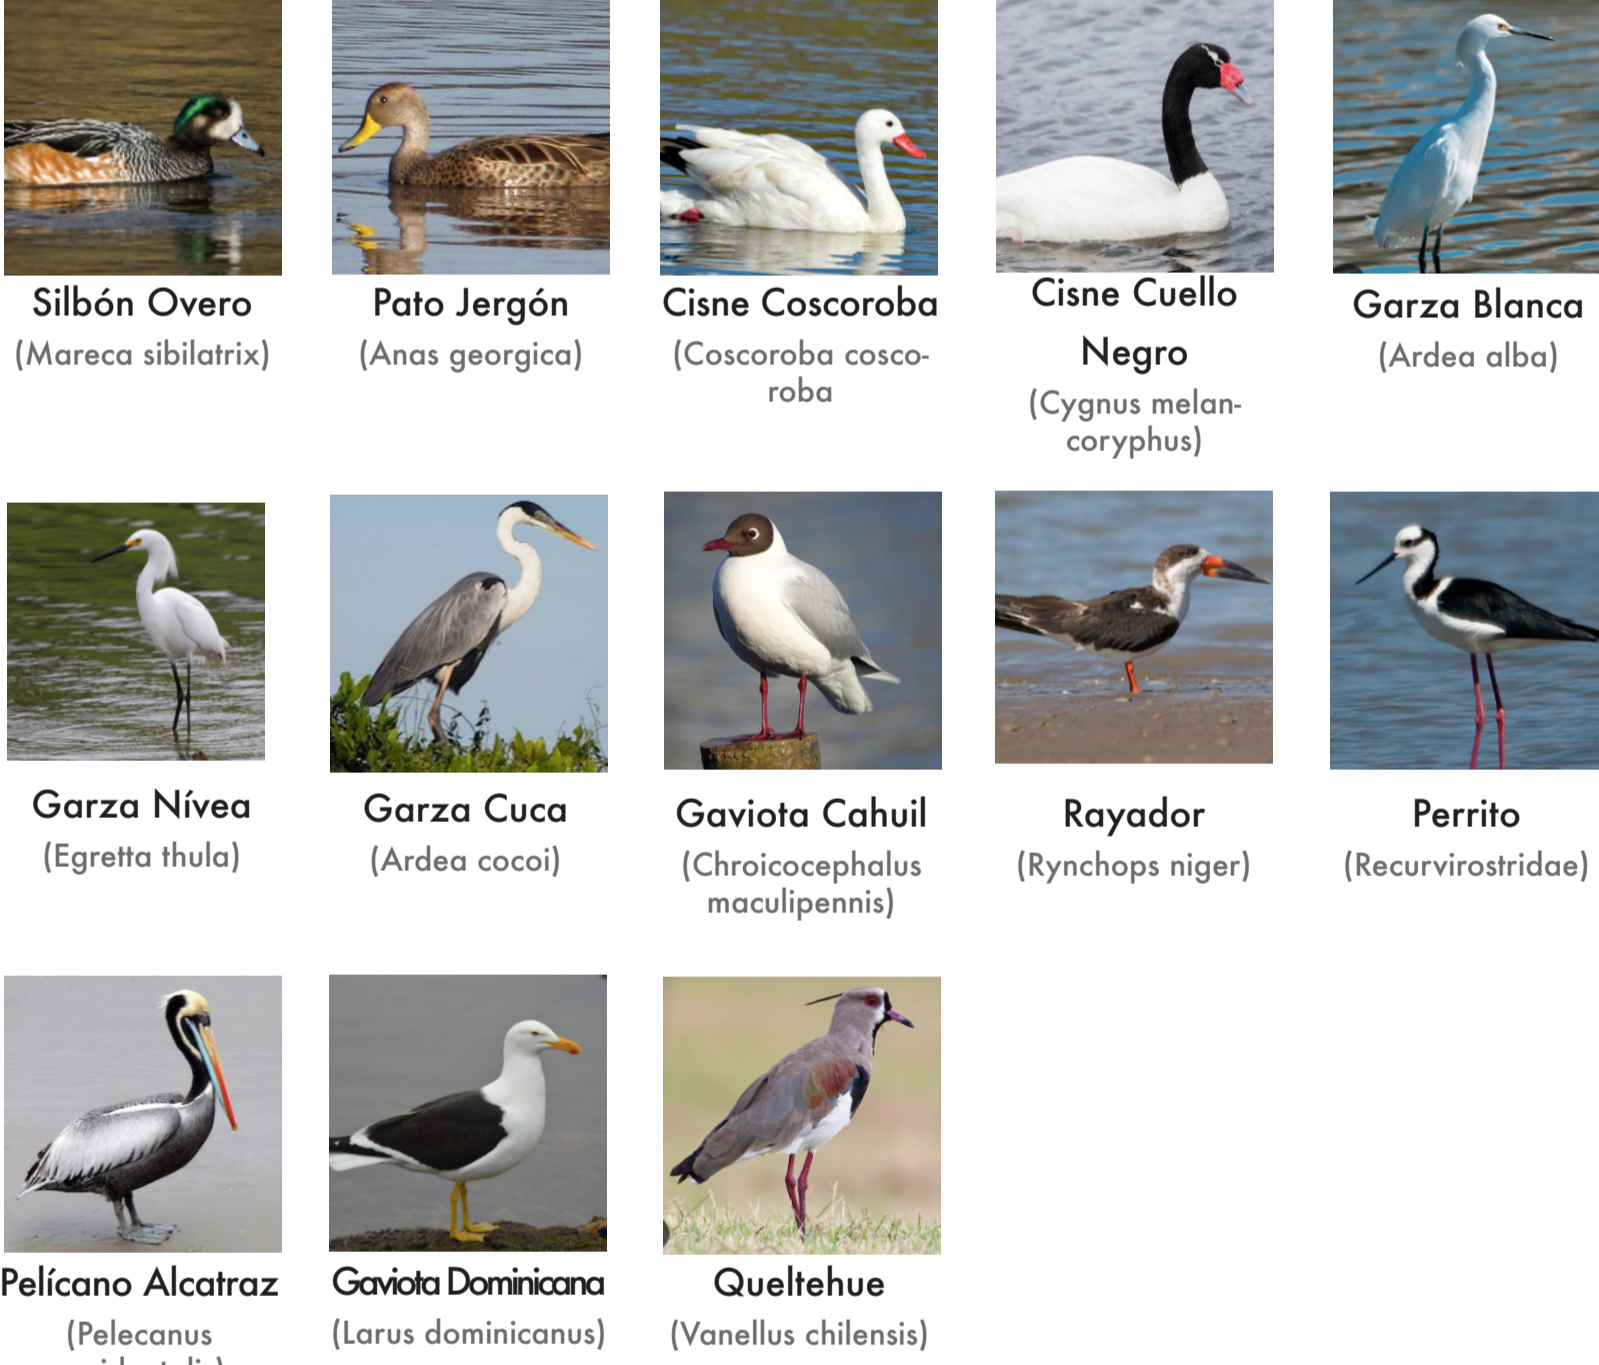 Silbón Overo
(Mareca sibilatrix)
Pato Jergón
(Anas georgica)
Cisne Coscoroba
(Coscoroba cosco-
roba
Cisne Cuello
Negro
(Cygnus melan-
coryphus)
Garza Blanca
(Ardea alba)
Garza Nívea
(Egretta thula)
Garza Cuca
(Ardea cocoi)
Gaviota Cahuil
(Chroicocephalus
maculipennis)
Rayador
(Rynchops niger)
Perrito
(Recurvirostridae)
Pelícano Alcatraz
(Pelecanus
Gaviota Dominicana
(Larus dominicanus)
Queltehue
(Vanellus chilensis)